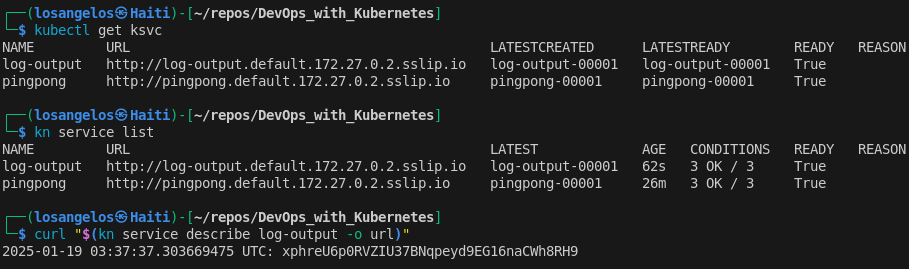 ┌──(losangelos㉿Haiti)-[~/repos/DevOps_with_Kubernetes]
└─$ kubectl get ksvc
NAME         URL                                            LATESTCREATED      LATESTREADY        READY   REASON
log-output   http://log-output.default.172.27.0.2.sslip.io   log-output-00001   log-output-00001   True
pingpong     http://pingpong.default.172.27.0.2.sslip.io     pingpong-00001     pingpong-00001     True
┌──(losangelos㉿Haiti)-[~/repos/DevOps_with_Kubernetes]
└─$ kn service list
NAME         URL                                            LATEST             AGE   CONDITIONS   READY   REASON
log-output   http://log-output.default.172.27.0.2.sslip.io   log-output-00001   62s   3 OK / 3     True
pingpong     http://pingpong.default.172.27.0.2.sslip.io     pingpong-00001     26m   3 OK / 3     True
┌──(losangelos㉿Haiti)-[~/repos/DevOps_with_Kubernetes]
└─$ curl "$(kn service describe log-output -o url)"
2025-01-19 03:37:37.303669475 UTC: xphreU6p0RVZIU37BNqpeyd9EG16naCWh8RH9